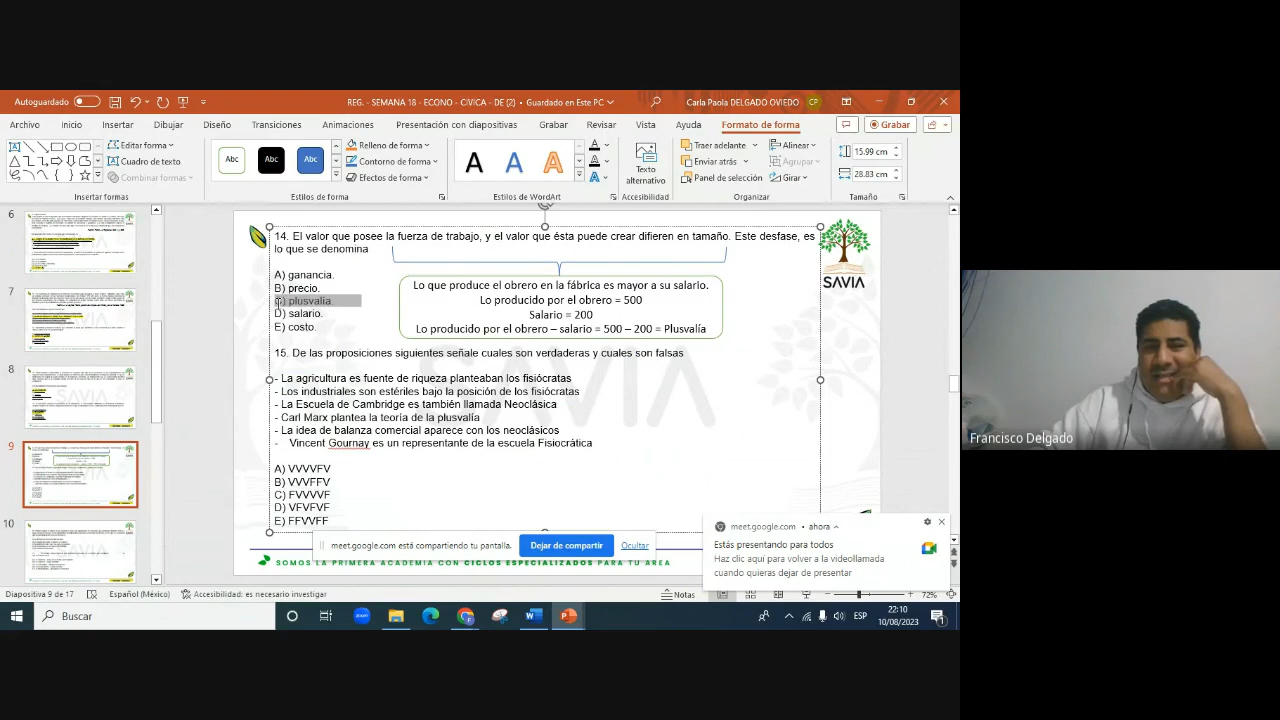 Autoguardado
REG. - SEMANA 18 - ECONO - CIVICA - DE (2) • Guardado en Este PC
Carla Paola DELGADO OVIEDO
CP
Archivo Inicio Insertar Dibujar Diseño Transiciones Animaciones Presentación con diapositivas Grabar Revisar Vista Ayuda Formato de forma
Grabar
Editar forma
Cuadro de texto
Combinar formas
Insertar formas
Abc Abc Abc
Relleno de forma
Contorno de forma
Efectos de forma
Estilos de forma
A A A
Estilos de WordArt
Texto
alternativo
Accesibilidad
Traer adelante
Enviar atrás
Panel de selección
Alinear
Agrupar
Girar
Organizar
15.99 cm
28.83 cm
Tamaño
6
7
8
9
10
14. El valor que posee la fuerza de trabajo, y el valor que ésta puede crear difieren en tamaño. Este desfase , es
lo que se denomina
A) ganancia.
B) precio.
C) plusvalía.
D) salario.
E) costo.
Lo que produce el obrero en la fábrica es mayor a su salario.
Lo producido por el obrero = 500
Salario = 200
Lo producido por el obrero – salario = 500 – 200 = Plusvalía
SAVIA
15. De las proposiciones siguientes señale cuales son verdaderas y cuales son falsas
- La agricultura es fuente de riqueza planteaban los fisiócratas
- Los industriales son estériles bajo la posición de los fisiócratas
- La Escuela de Cambridge es también llamada Neoclásica
- Carl Marx plantea la teoría de la plusvalía
- La idea de balanza comercial aparece con los neoclásicos
- Vincent Gournay es un representante de la escuela Fisiocrática
A) VVVVFV
B) VVVFFV
C) FVVVVF
D) VFVFVF
E) FFVVFF
meet.google.com está compartiendo tu pantalla.
Dejar de compartir
Ocultar
SOMOS LA PRIMERA ACADEMIA CON CICLOS ESPECIALIZADOS PARA TU AREA
meet.google.com • ahora
Estás presentando para todos
Haz clic aquí para volver a la videollamada
cuando quieras dejar de presentar
Diapositiva 9 de 17
Español (México)
Accesibilidad: es necesario investigar
Notas
72%
Buscar
ESP
22:10
10/08/2023
Francisco Delgado